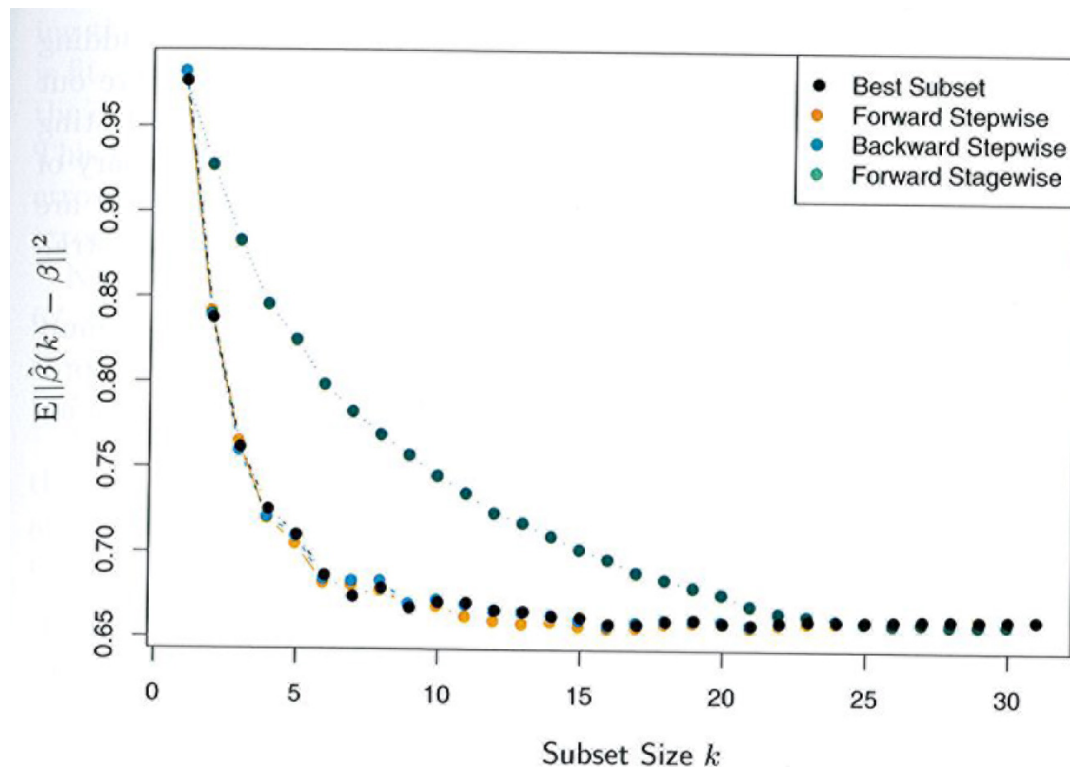 0.95
0.90
0.85
0.80
0.75
0.70
0.65
E||β̂(k) − β||²
Best Subset
Forward Stepwise
Backward Stepwise
Forward Stagewise
0 5 10 15 20 25 30
Subset Size k